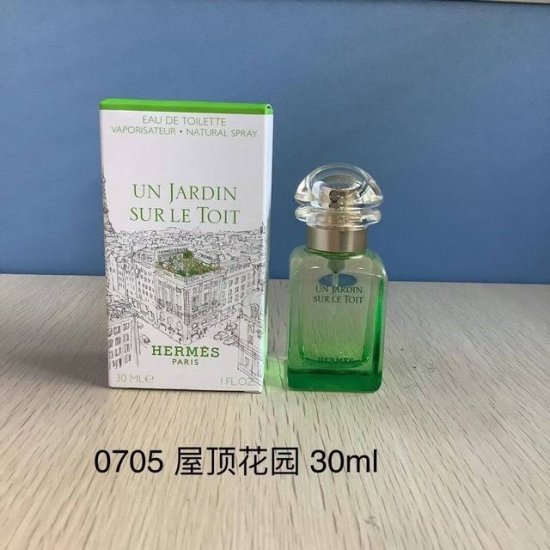 EAU DE TOILETTE
VAPORISATEUR • NATURAL SPRAY
UN JARDIN
SUR LE TOIT
HERMÈS
PARIS
30 ML e
1 FL.OZ
UN JARDIN
SUR LE TOIT
HERMÈS
0705 屋顶花园 30ml